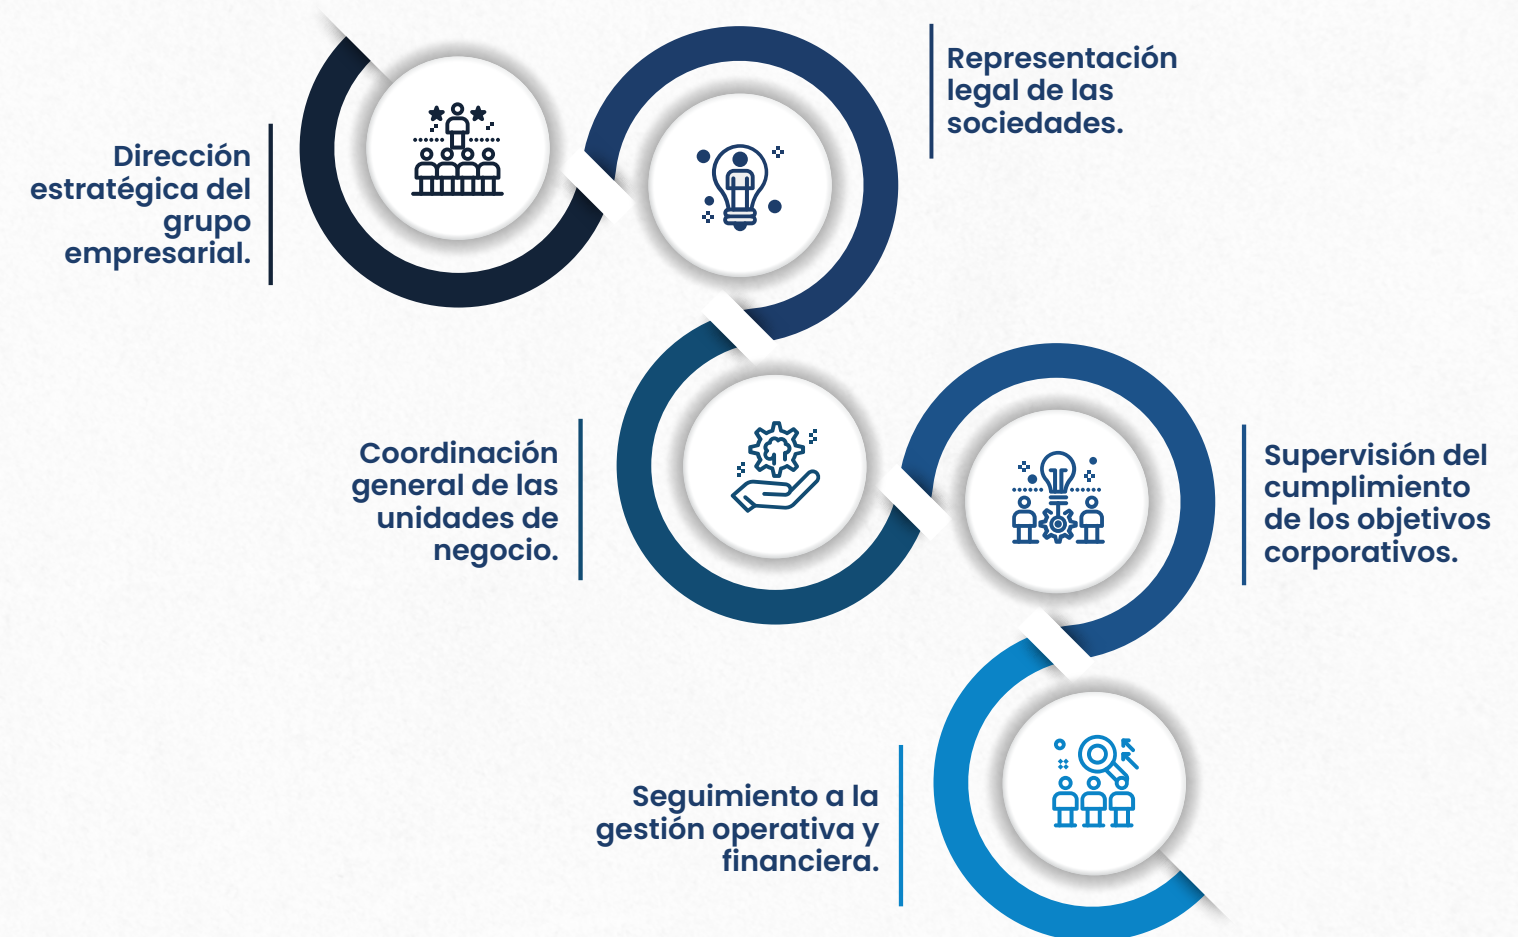 Dirección
estratégica del
grupo
empresarial.
Representación
legal de las
sociedades.
Coordinación
general de las
unidades de
negocio.
Supervisión del
cumplimiento
de los objetivos
corporativos.
Seguimiento a la
gestión operativa y
financiera.